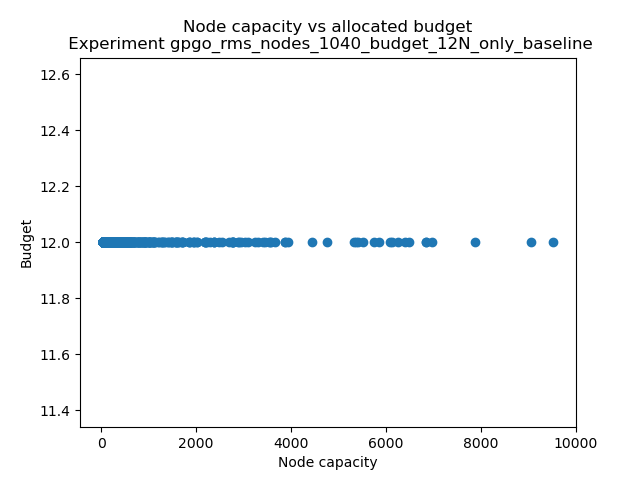 Node capacity vs allocated budget
Experiment gpgo_rms_nodes_1040_budget_12N_only_baseline
12.6
12.4
12.2
12.0
11.8
11.6
11.4
Budget
0 2000 4000 6000 8000 10000
Node capacity